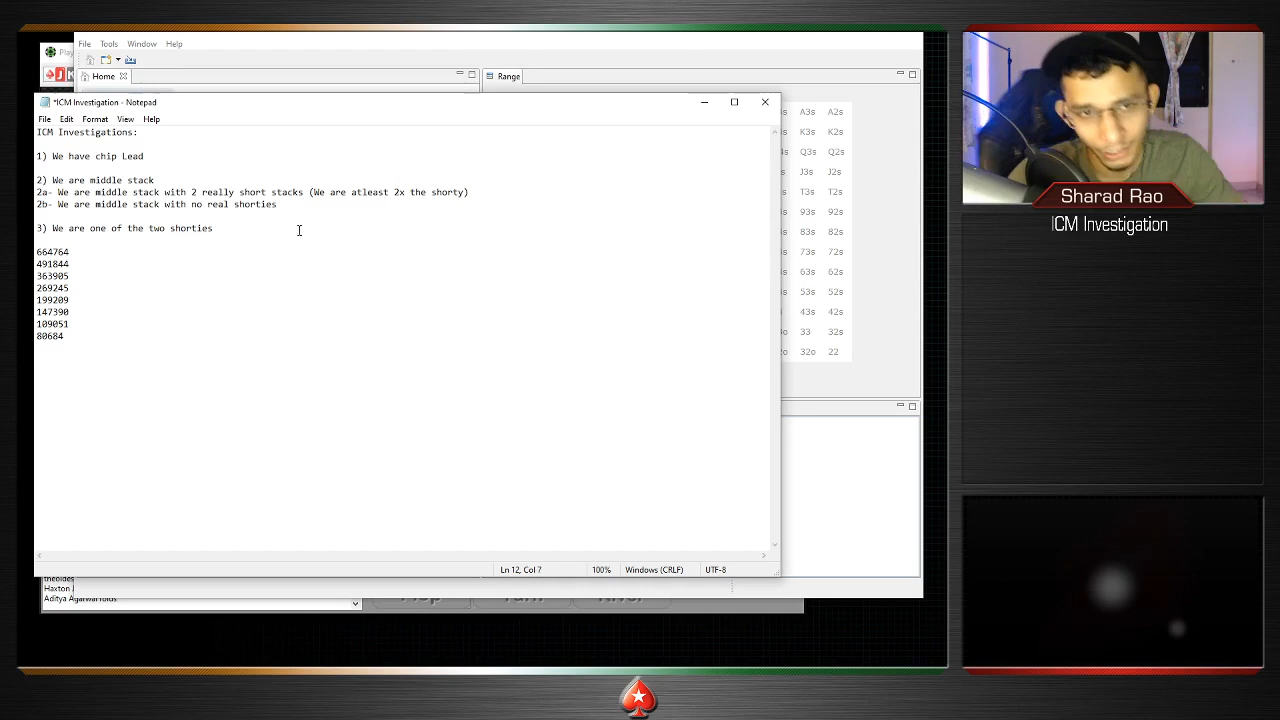 Play
J
K
File Tools Window Help
Home
Range
*ICM Investigation - Notepad
File Edit Format View Help
ICM Investigations:
1) We have chip Lead
2) We are middle stack
2a- We are middle stack with 2 really short stacks (We are atleast 2x the shorty)
2b- We are middle stack with no real shorties
3) We are one of the two shorties
664764
491844
363905
269245
199209
147390
109051
80684
Ln 12, Col 7 100% Windows (CRLF) UTF-8
A3s A2s
K3s K2s
Q3s Q2s
J3s J2s
T3s T2s
93s 92s
83s 82s
73s 72s
63s 62s
53s 52s
43s 42s
33 32s
32o 22
Haxton
Aditya Agarwal folds
Flop Turn River
Sharad Rao
ICM Investigation